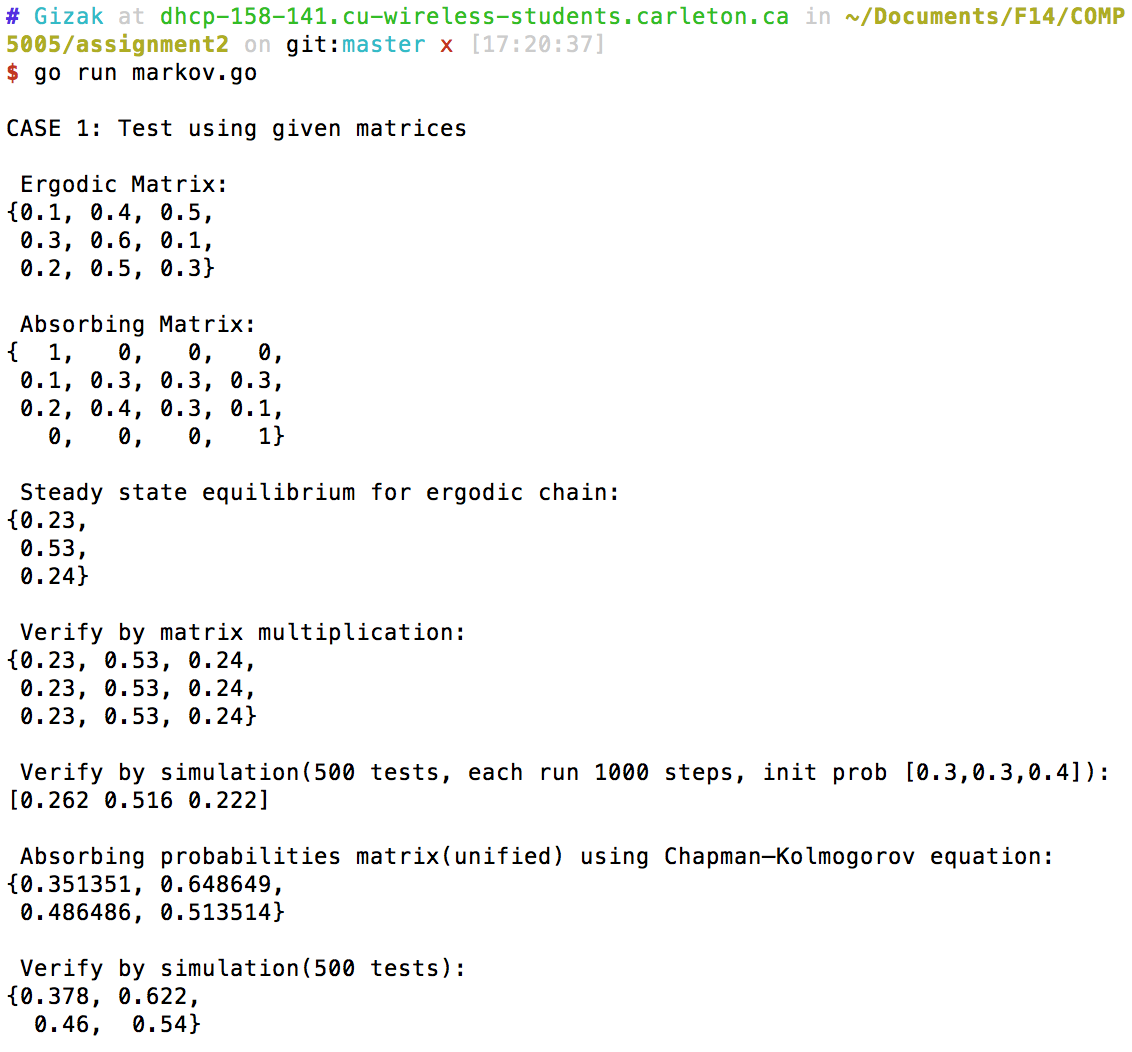 # Gizak at dhcp-158-141.cu-wireless-students.carleton.ca in ~/Documents/F14/COMP
5005/assignment2 on git:master x [17:20:37]
$ go run markov.go
CASE 1: Test using given matrices
Ergodic Matrix:
{0.1, 0.4, 0.5,
0.3, 0.6, 0.1,
0.2, 0.5, 0.3}
Absorbing Matrix:
{  1,   0,   0,   0,
0.1, 0.3, 0.3, 0.3,
0.2, 0.4, 0.3, 0.1,
0,   0,   0,   1}
Steady state equilibrium for ergodic chain:
{0.23,
0.53,
0.24}
Verify by matrix multiplication:
{0.23, 0.53, 0.24,
0.23, 0.53, 0.24,
0.23, 0.53, 0.24}
Verify by simulation(500 tests, each run 1000 steps, init prob [0.3,0.3,0.4]):
[0.262 0.516 0.222]
Absorbing probabilities matrix(unified) using Chapman–Kolmogorov equation:
{0.351351, 0.648649,
0.486486, 0.513514}
Verify by simulation(500 tests):
{0.378, 0.622,
0.46,  0.54}